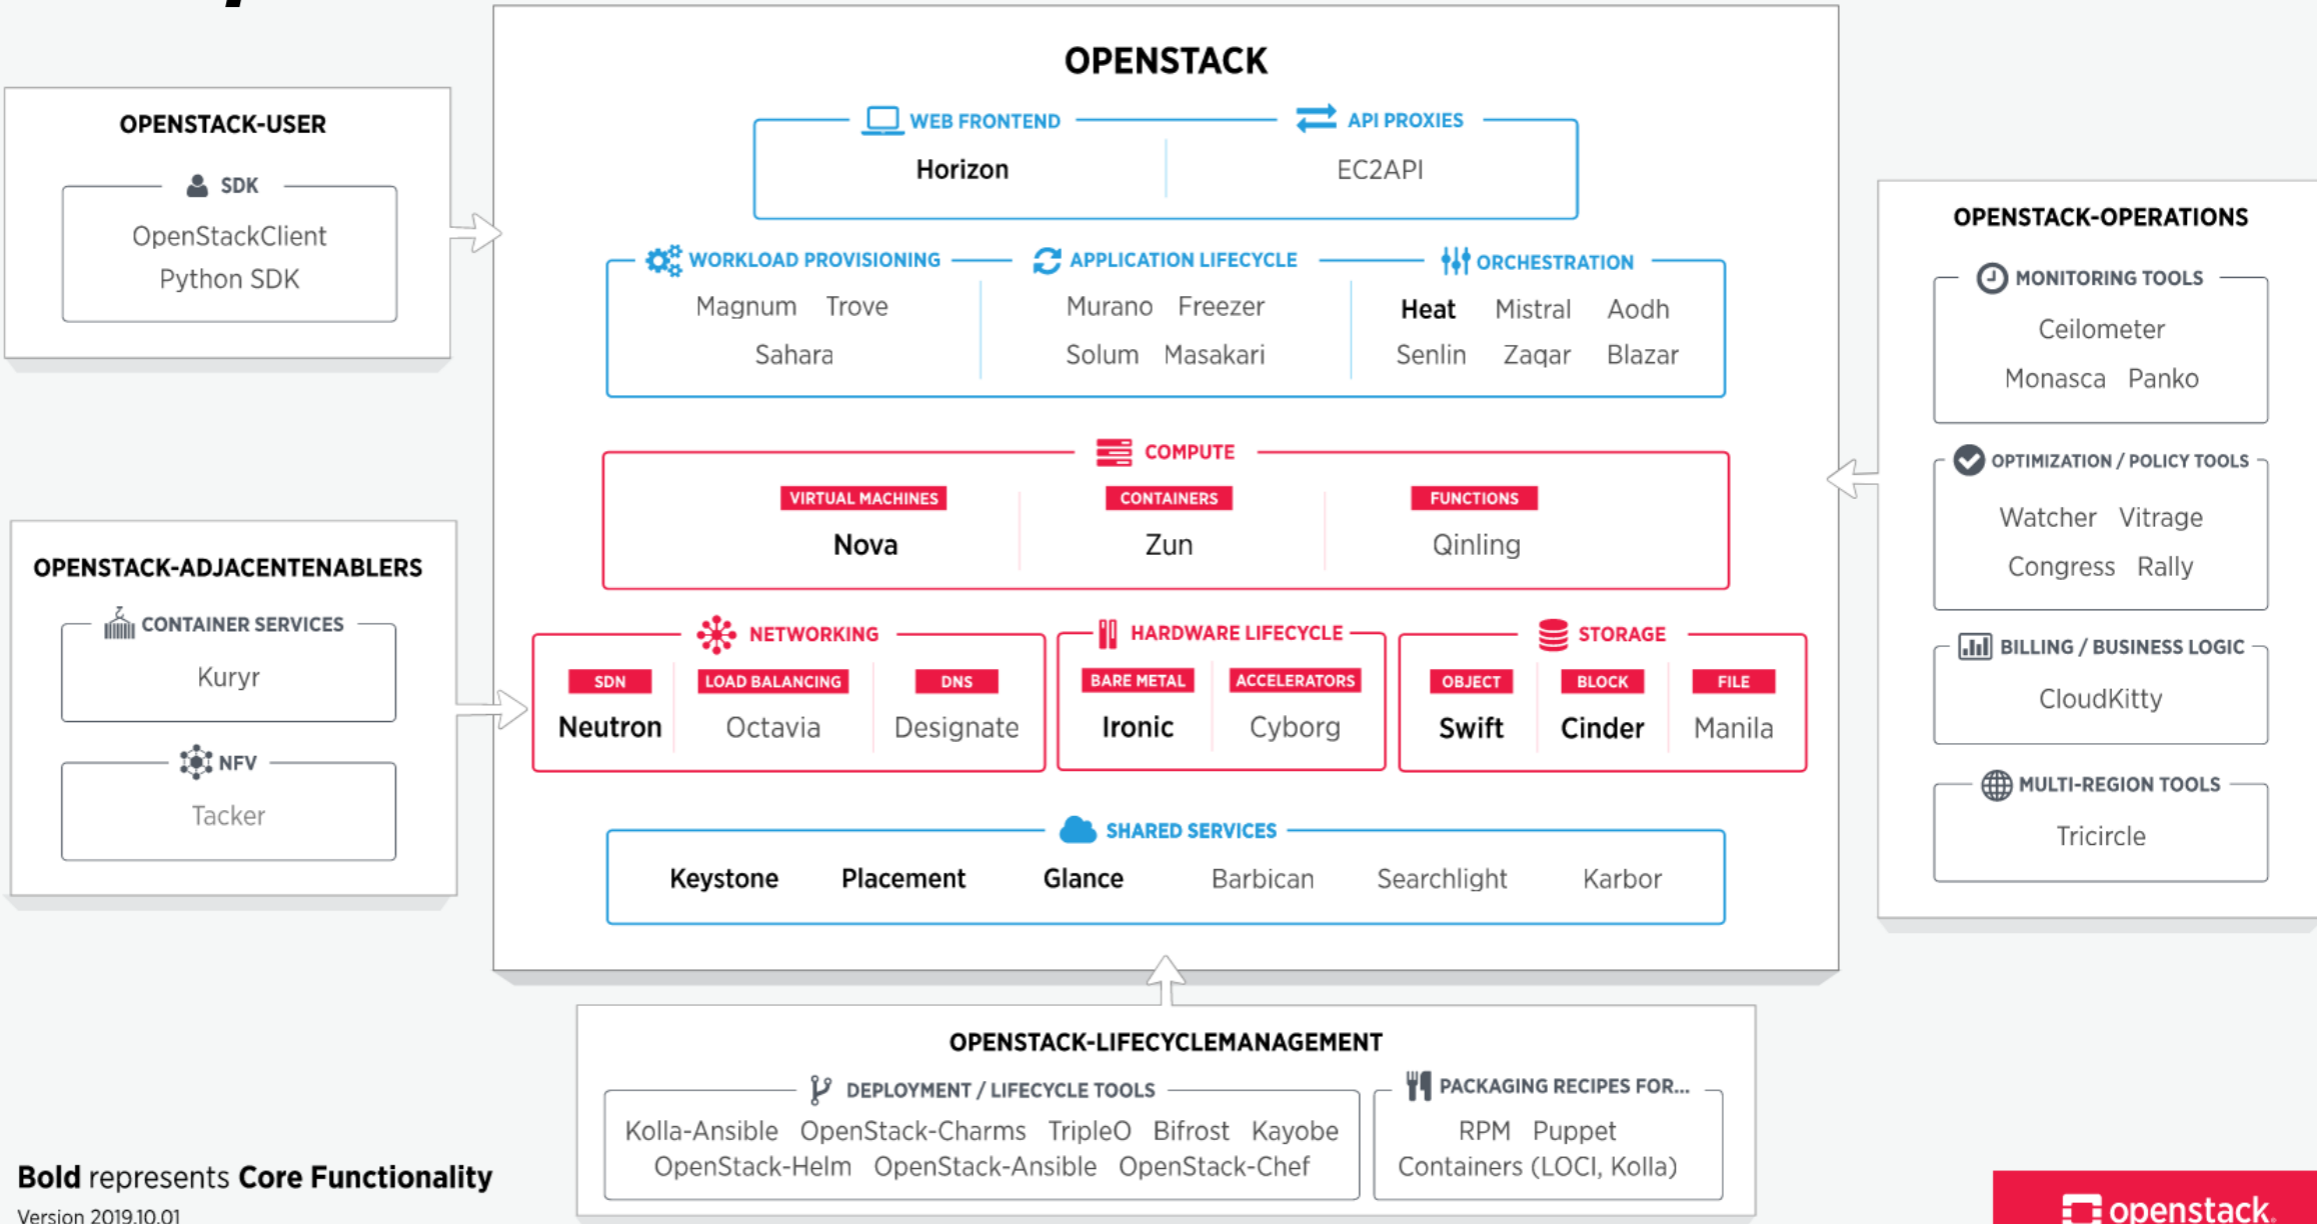 OPENSTACK
WEB FRONTEND
API PROXIES
Horizon
EC2API
WORKLOAD PROVISIONING
Magnum Trove
Sahara
APPLICATION LIFECYCLE
Murano Freezer
Solum Masakari
ORCHESTRATION
Heat Mistral Aodh
Senlin Zaqar Blazar
COMPUTE
VIRTUAL MACHINES
Nova
CONTAINERS
Zun
FUNCTIONS
Qinling
NETWORKING
SDN
Neutron
LOAD BALANCING
Octavia
DNS
Designate
HARDWARE LIFECYCLE
BARE METAL
Ironic
ACCELERATORS
Cyborg
STORAGE
OBJECT
Swift
BLOCK
Cinder
FILE
Manila
SHARED SERVICES
Keystone Placement Glance Barbican Searchlight Karbor
OPENSTACK-USER
SDK
OpenStackClient
Python SDK
OPENSTACK-ADJACENTENABLERS
CONTAINER SERVICES
Kuryr
NFV
Tacker
OPENSTACK-OPERATIONS
MONITORING TOOLS
Ceilometer
Monasca Panko
OPTIMIZATION / POLICY TOOLS
Watcher Vitrage
Congress Rally
BILLING / BUSINESS LOGIC
CloudKitty
MULTI-REGION TOOLS
Tricircle
OPENSTACK-LIFECYCLEMANAGEMENT
DEPLOYMENT / LIFECYCLE TOOLS
Kolla-Ansible OpenStack-Charms TripleO Bifrost Kayobe
OpenStack-Helm OpenStack-Ansible OpenStack-Chef
PACKAGING RECIPES FOR...
RPM Puppet
Containers (LOCI, Kolla)
Bold represents Core Functionality
Version 2019.10.01
openstack.